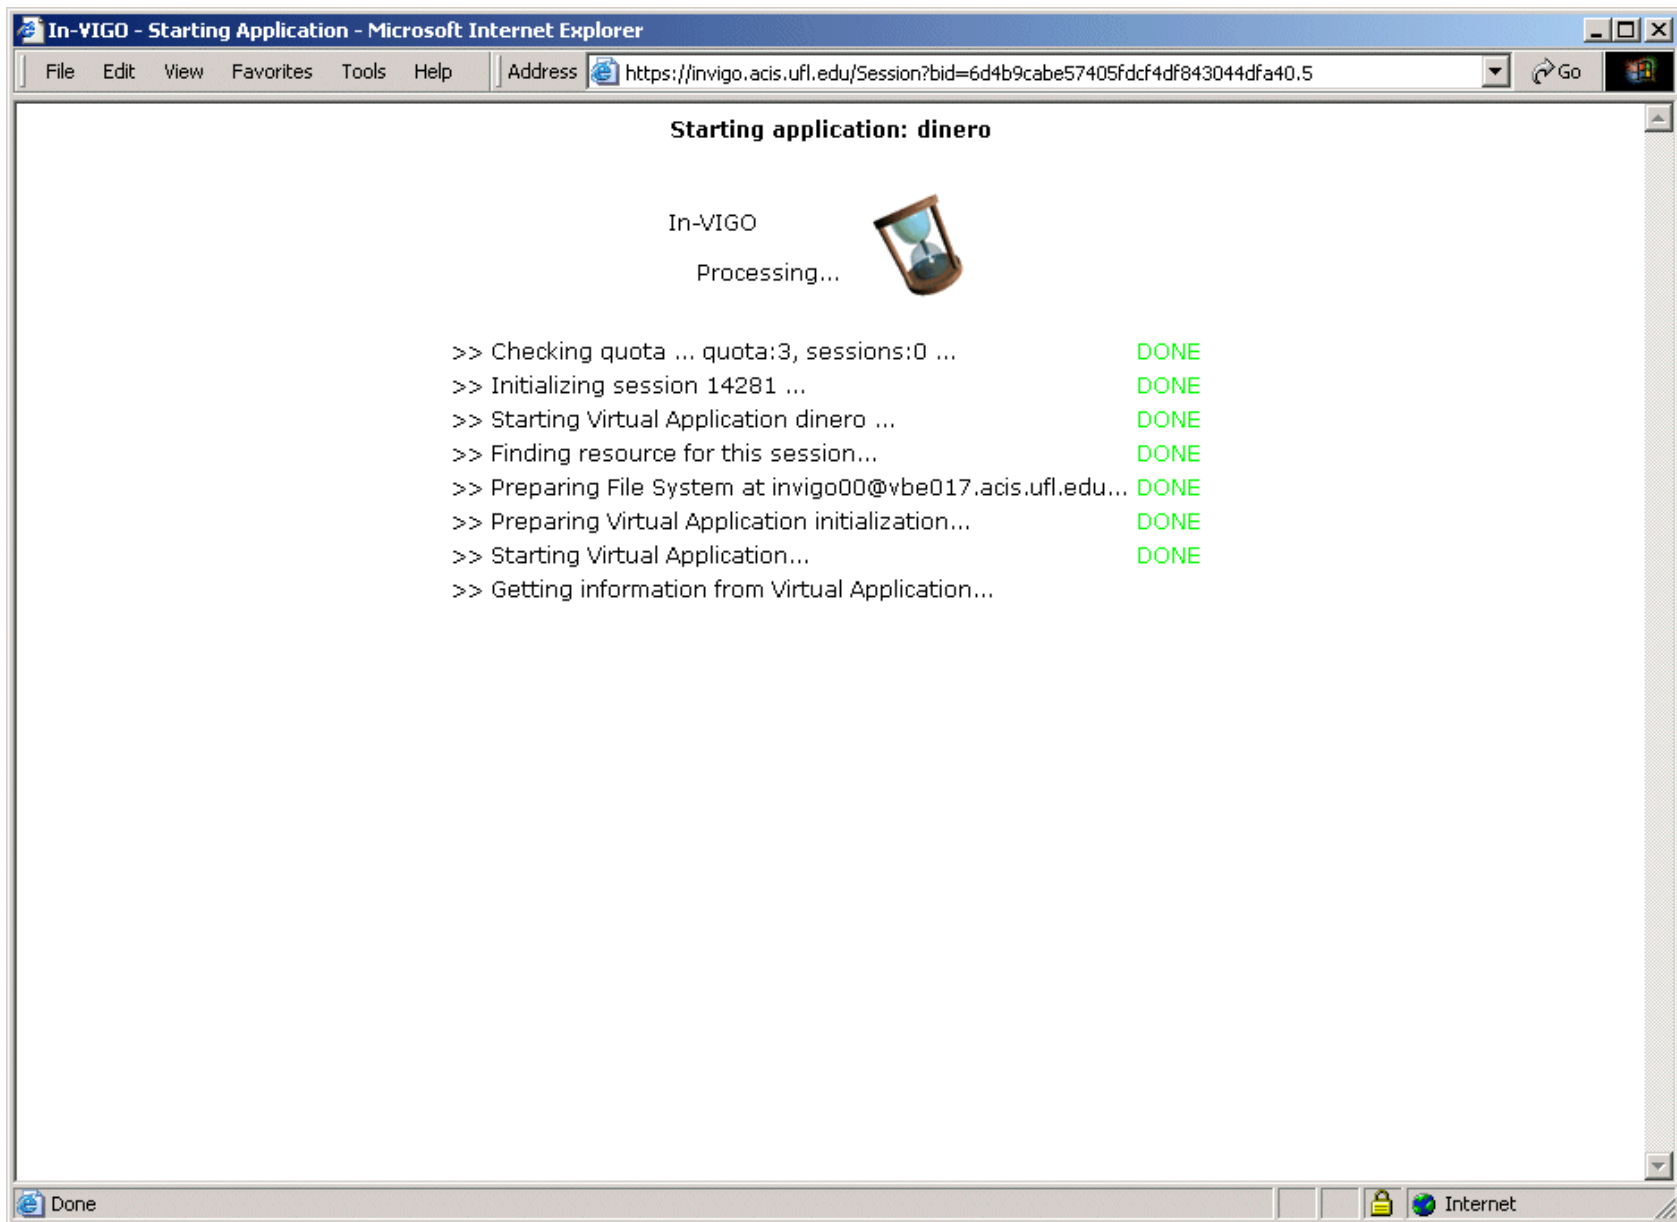 In-VIGO - Starting Application - Microsoft Internet Explorer
File Edit View Favorites Tools Help Address https://invigo.acis.ufl.edu/Session?bid=6d4b9cabe57405fdcf4df843044dfa40.5 Go
Starting application: dinero
In-VIGO
Processing...
>> Checking quota ... quota:3, sessions:0 ... DONE
>> Initializing session 14281 ... DONE
>> Starting Virtual Application dinero ... DONE
>> Finding resource for this session... DONE
>> Preparing File System at invigo00@vbe017.acis.ufl.edu... DONE
>> Preparing Virtual Application initialization... DONE
>> Starting Virtual Application... DONE
>> Getting information from Virtual Application...
Done Internet